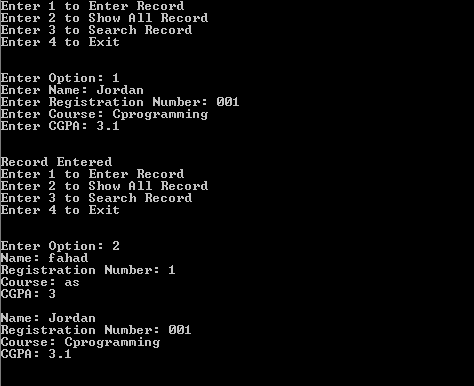 Enter 1 to Enter Record
Enter 2 to Show All Record
Enter 3 to Search Record
Enter 4 to Exit
Enter Option: 1
Enter Name: Jordan
Enter Registration Number: 001
Enter Course: Cprogramming
Enter CGPA: 3.1
Record Entered
Enter 1 to Enter Record
Enter 2 to Show All Record
Enter 3 to Search Record
Enter 4 to Exit
Enter Option: 2
Name: fahad
Registration Number: 1
Course: as
CGPA: 3
Name: Jordan
Registration Number: 001
Course: Cprogramming
CGPA: 3.1